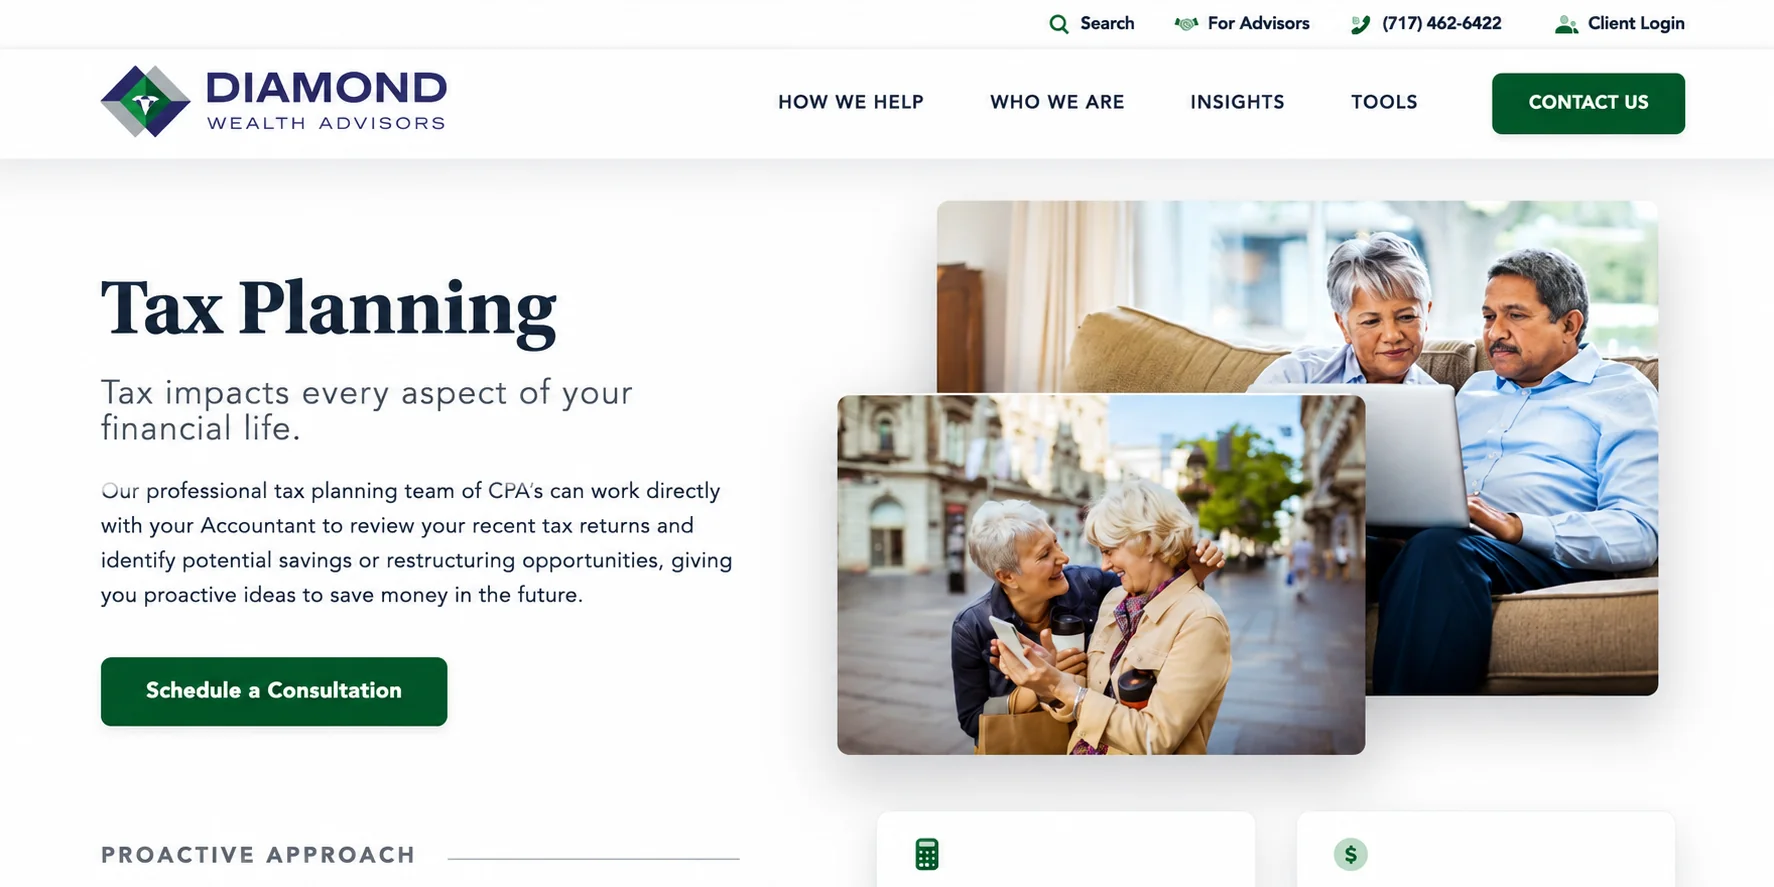 Search
For Advisors
(717) 462-6422
Client Login
DIAMOND
WEALTH ADVISORS
HOW WE HELP
WHO WE ARE
INSIGHTS
TOOLS
CONTACT US
Tax Planning
Tax impacts every aspect of your
financial life.
Our professional tax planning team of CPA's can work directly
with your Accountant to review your recent tax returns and
identify potential savings or restructuring opportunities, giving
you proactive ideas to save money in the future.
Schedule a Consultation
PROACTIVE APPROACH
$